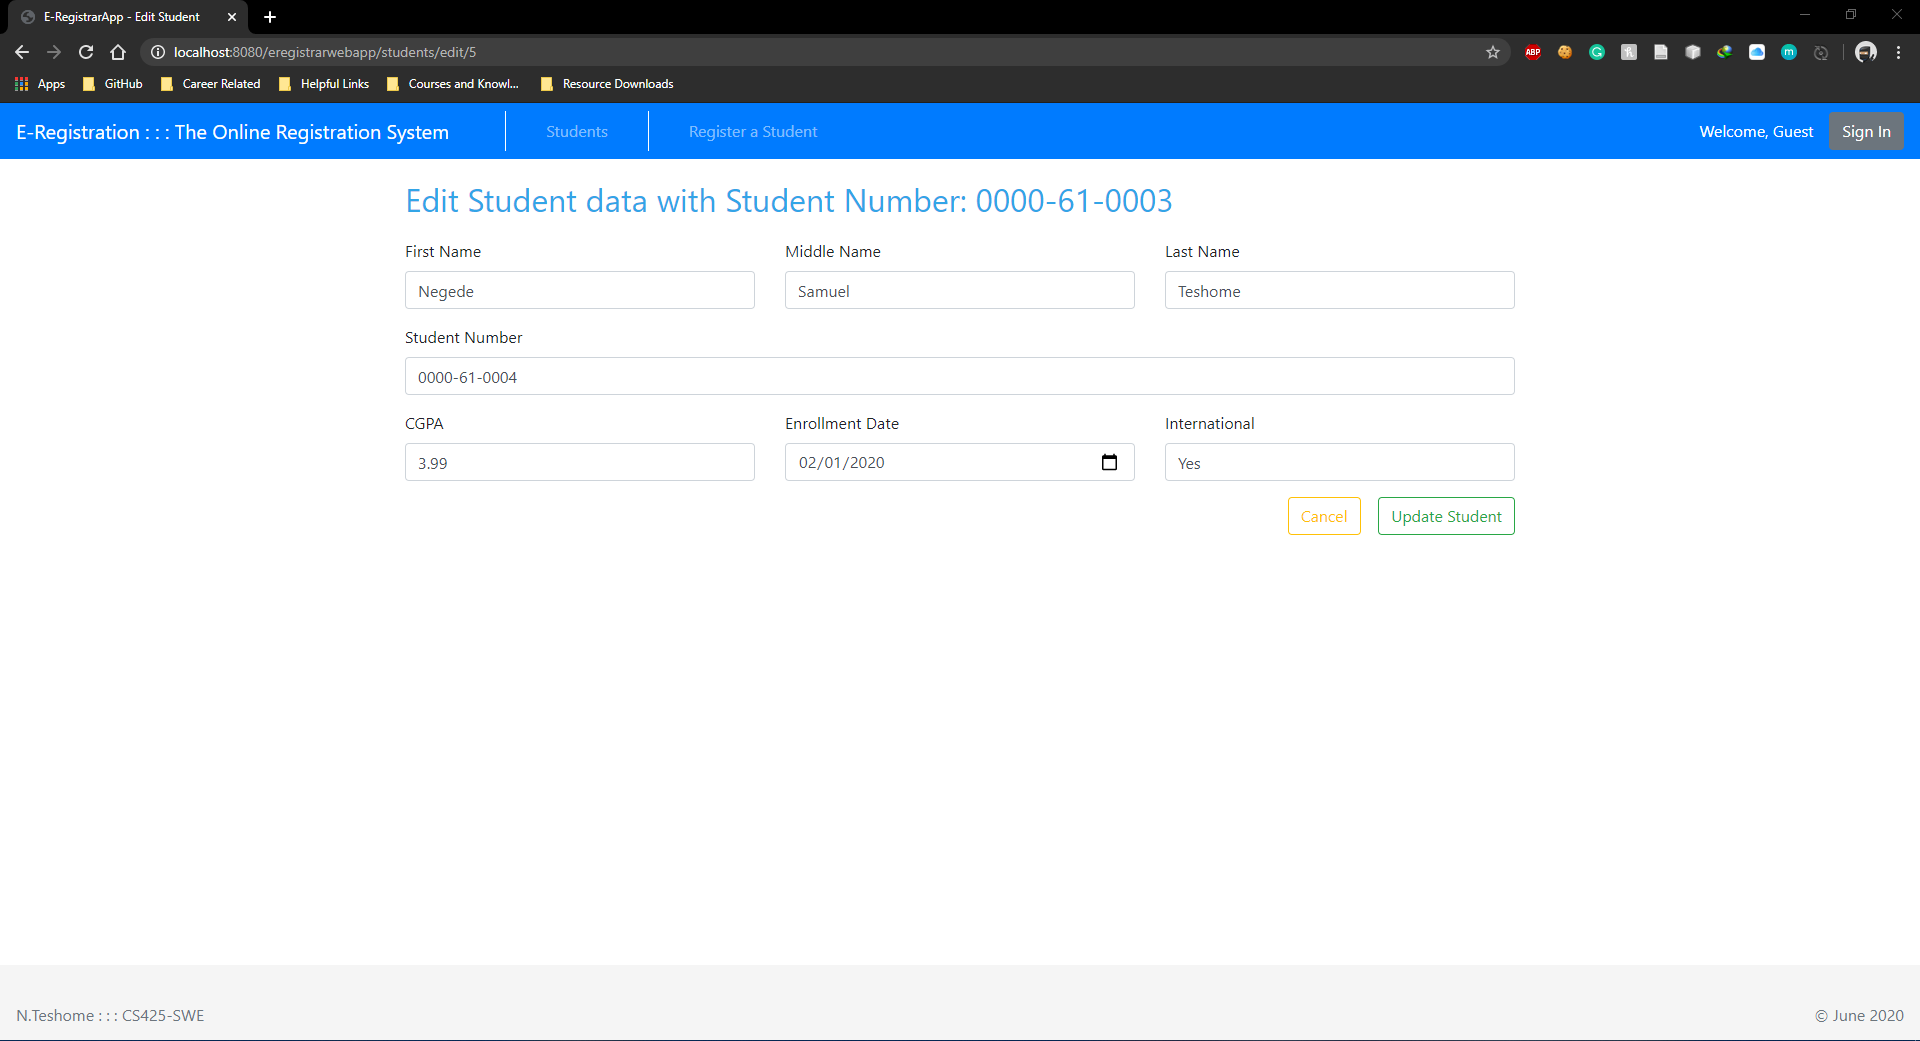 E-RegistrarApp - Edit Student
localhost:8080/eregistrarwebapp/students/edit/5
ABP
m
Apps GitHub Career Related Helpful Links Courses and Knowl... Resource Downloads
E-Registration : : : The Online Registration System Students Register a Student Welcome, Guest Sign In
Edit Student data with Student Number: 0000-61-0003
First Name Middle Name Last Name
Negede Samuel Teshome
Student Number
0000-61-0004
CGPA Enrollment Date International
3.99 02/01/2020 Yes
Cancel Update Student
N.Teshome : : : CS425-SWE © June 2020